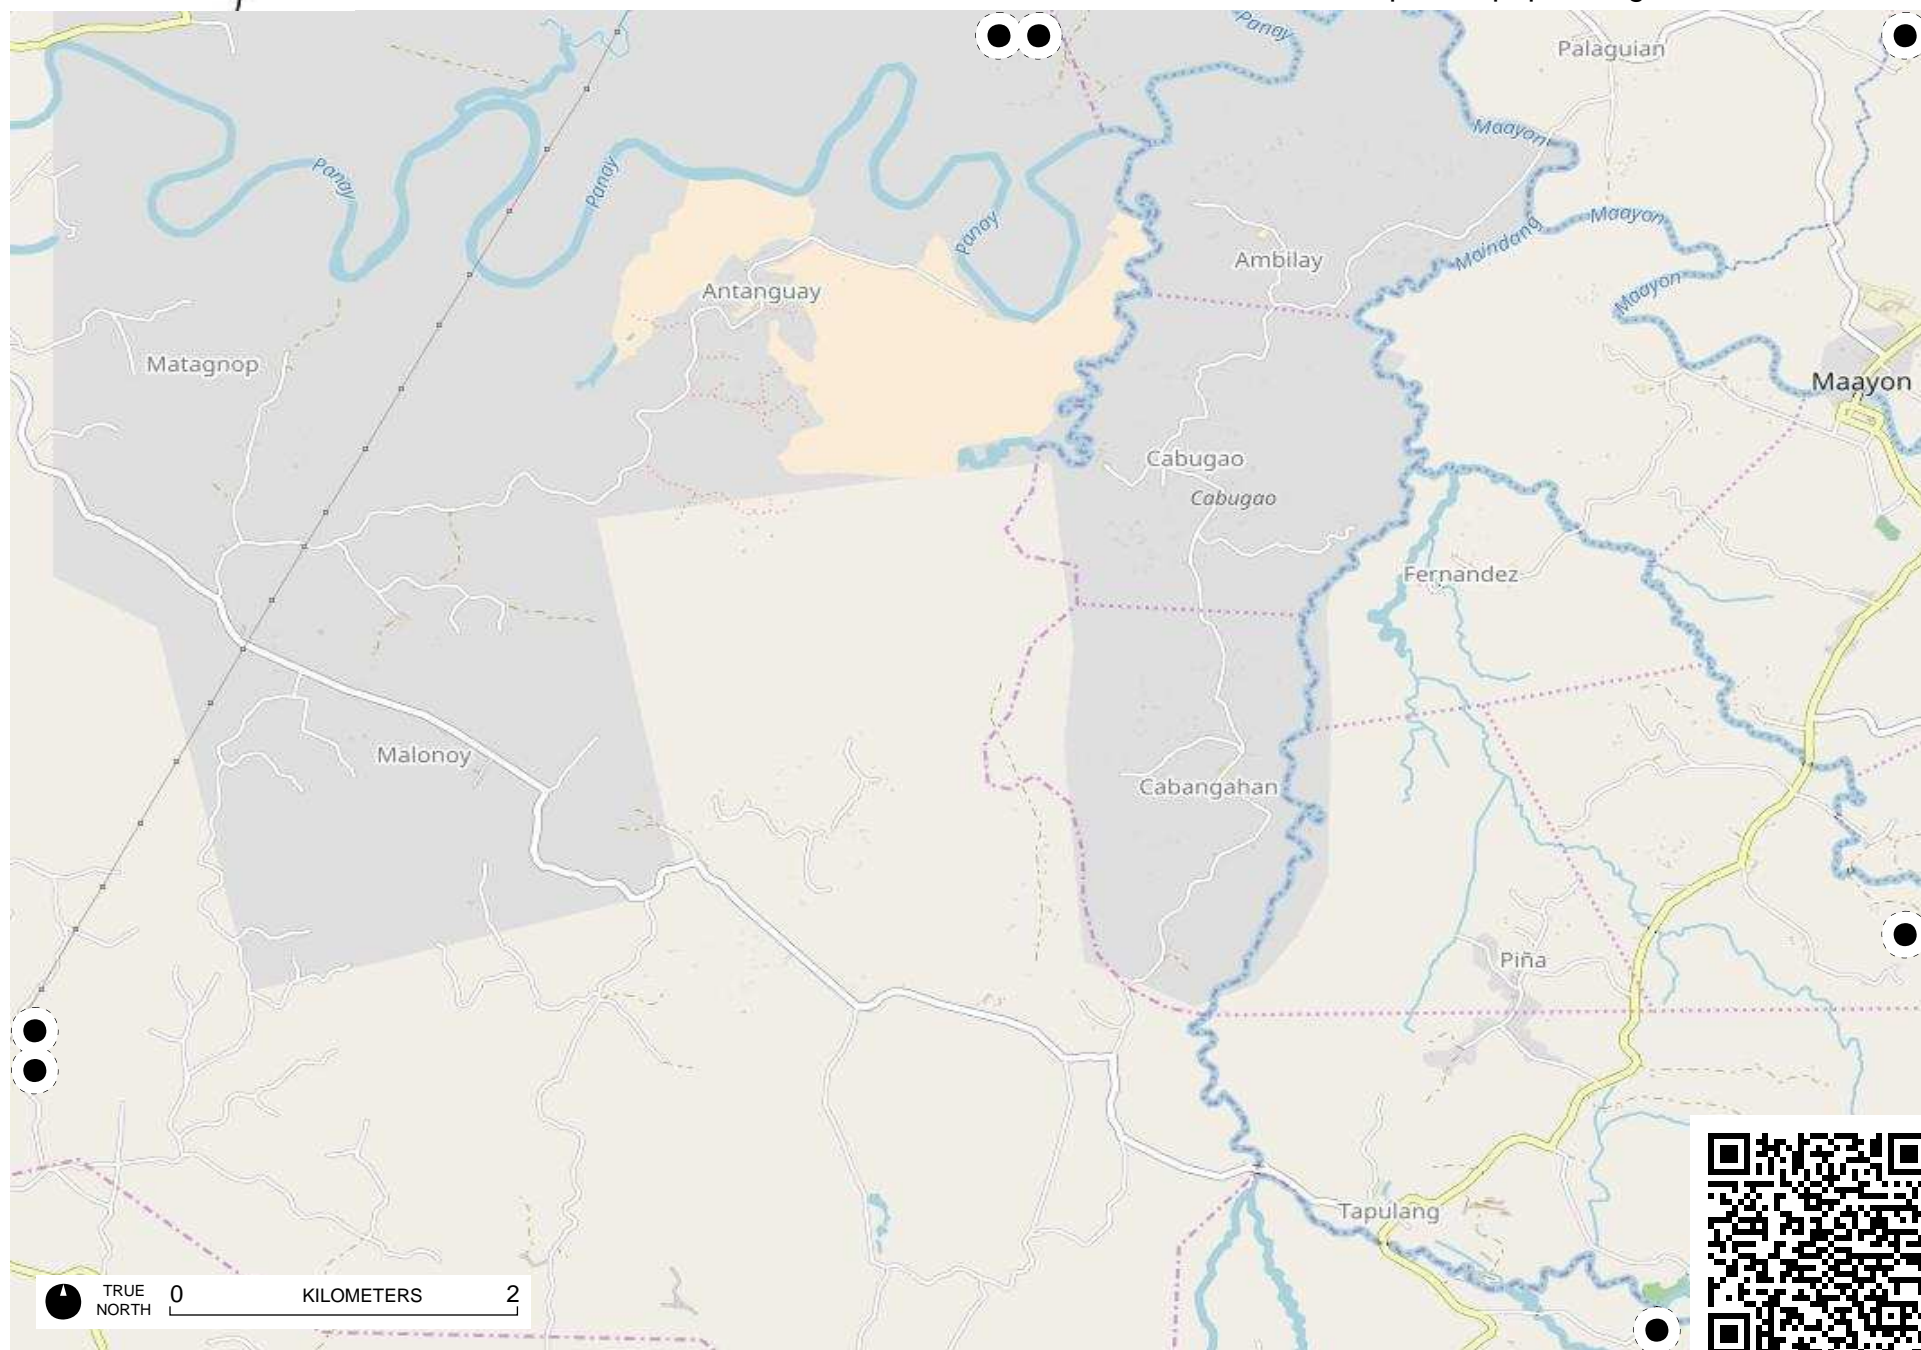 Panay
Palaguian
Maayon
Panay
Panay
Maayon
Panay
Maindang
Ambilay
Antanguay
Maayon
Matagnop
Maayon
Cabugao
Cabugao
Fernandez
Malonoy
Cabangahan
Piña
Tapulang
TRUE
NORTH
0 KILOMETERS 2